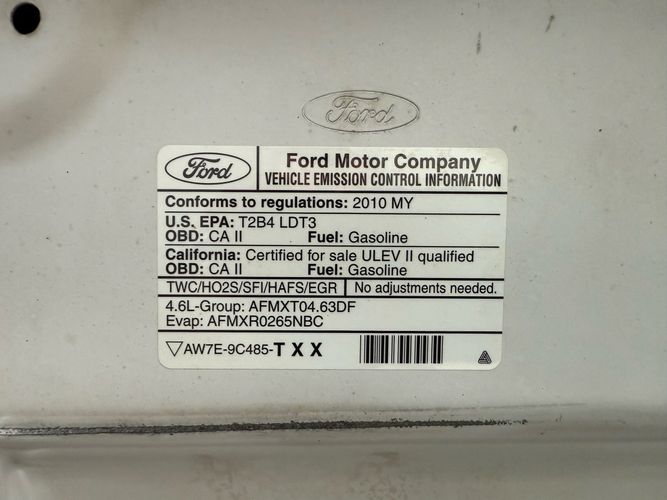 Ford
Ford
Ford Motor Company
VEHICLE EMISSION CONTROL INFORMATION
Conforms to regulations: 2010 MY
U.S. EPA: T2B4 LDT3
OBD: CA II Fuel: Gasoline
California: Certified for sale ULEV II qualified
OBD: CA II Fuel: Gasoline
TWC/HO2S/SFI/HAFS/EGR No adjustments needed.
4.6L-Group: AFMXT04.63DF
Evap: AFMXR0265NBC
AW7E-9C485-TXX